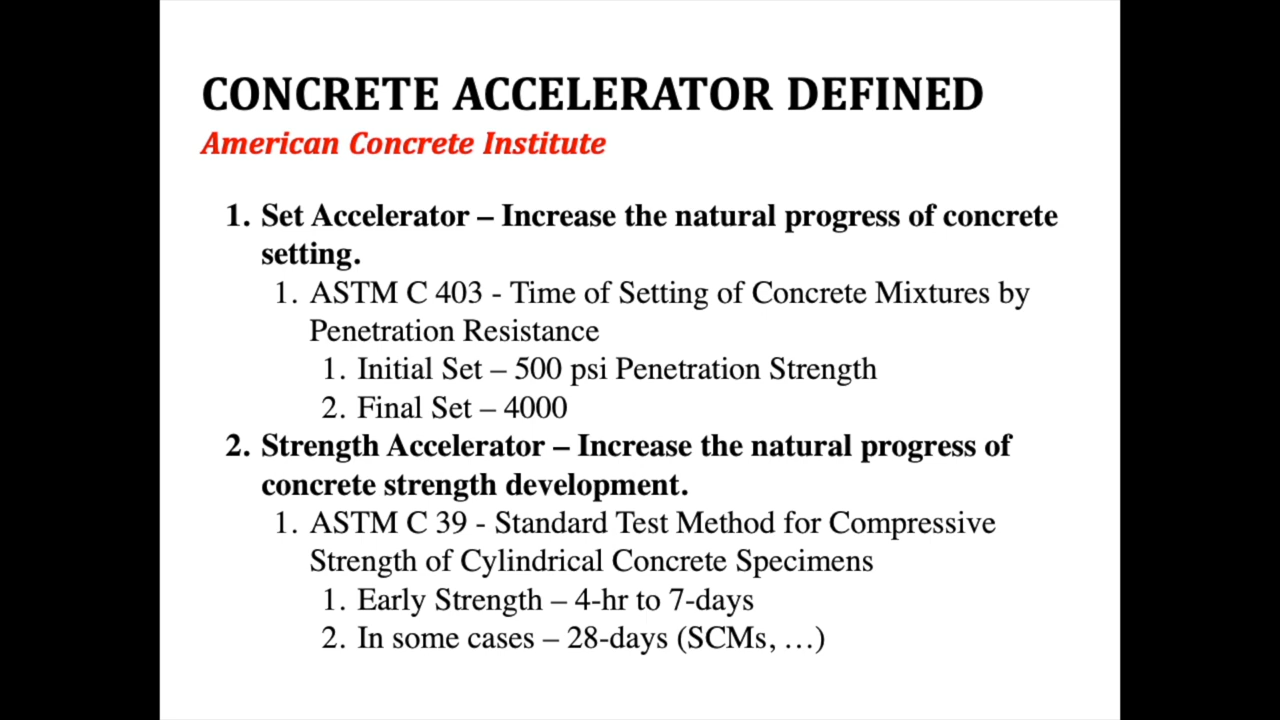 CONCRETE ACCELERATOR DEFINED
American Concrete Institute
1. Set Accelerator – Increase the natural progress of concrete
setting.
1. ASTM C 403 - Time of Setting of Concrete Mixtures by
Penetration Resistance
1. Initial Set – 500 psi Penetration Strength
2. Final Set – 4000
2. Strength Accelerator – Increase the natural progress of
concrete strength development.
1. ASTM C 39 - Standard Test Method for Compressive
Strength of Cylindrical Concrete Specimens
1. Early Strength – 4-hr to 7-days
2. In some cases – 28-days (SCMs, …)